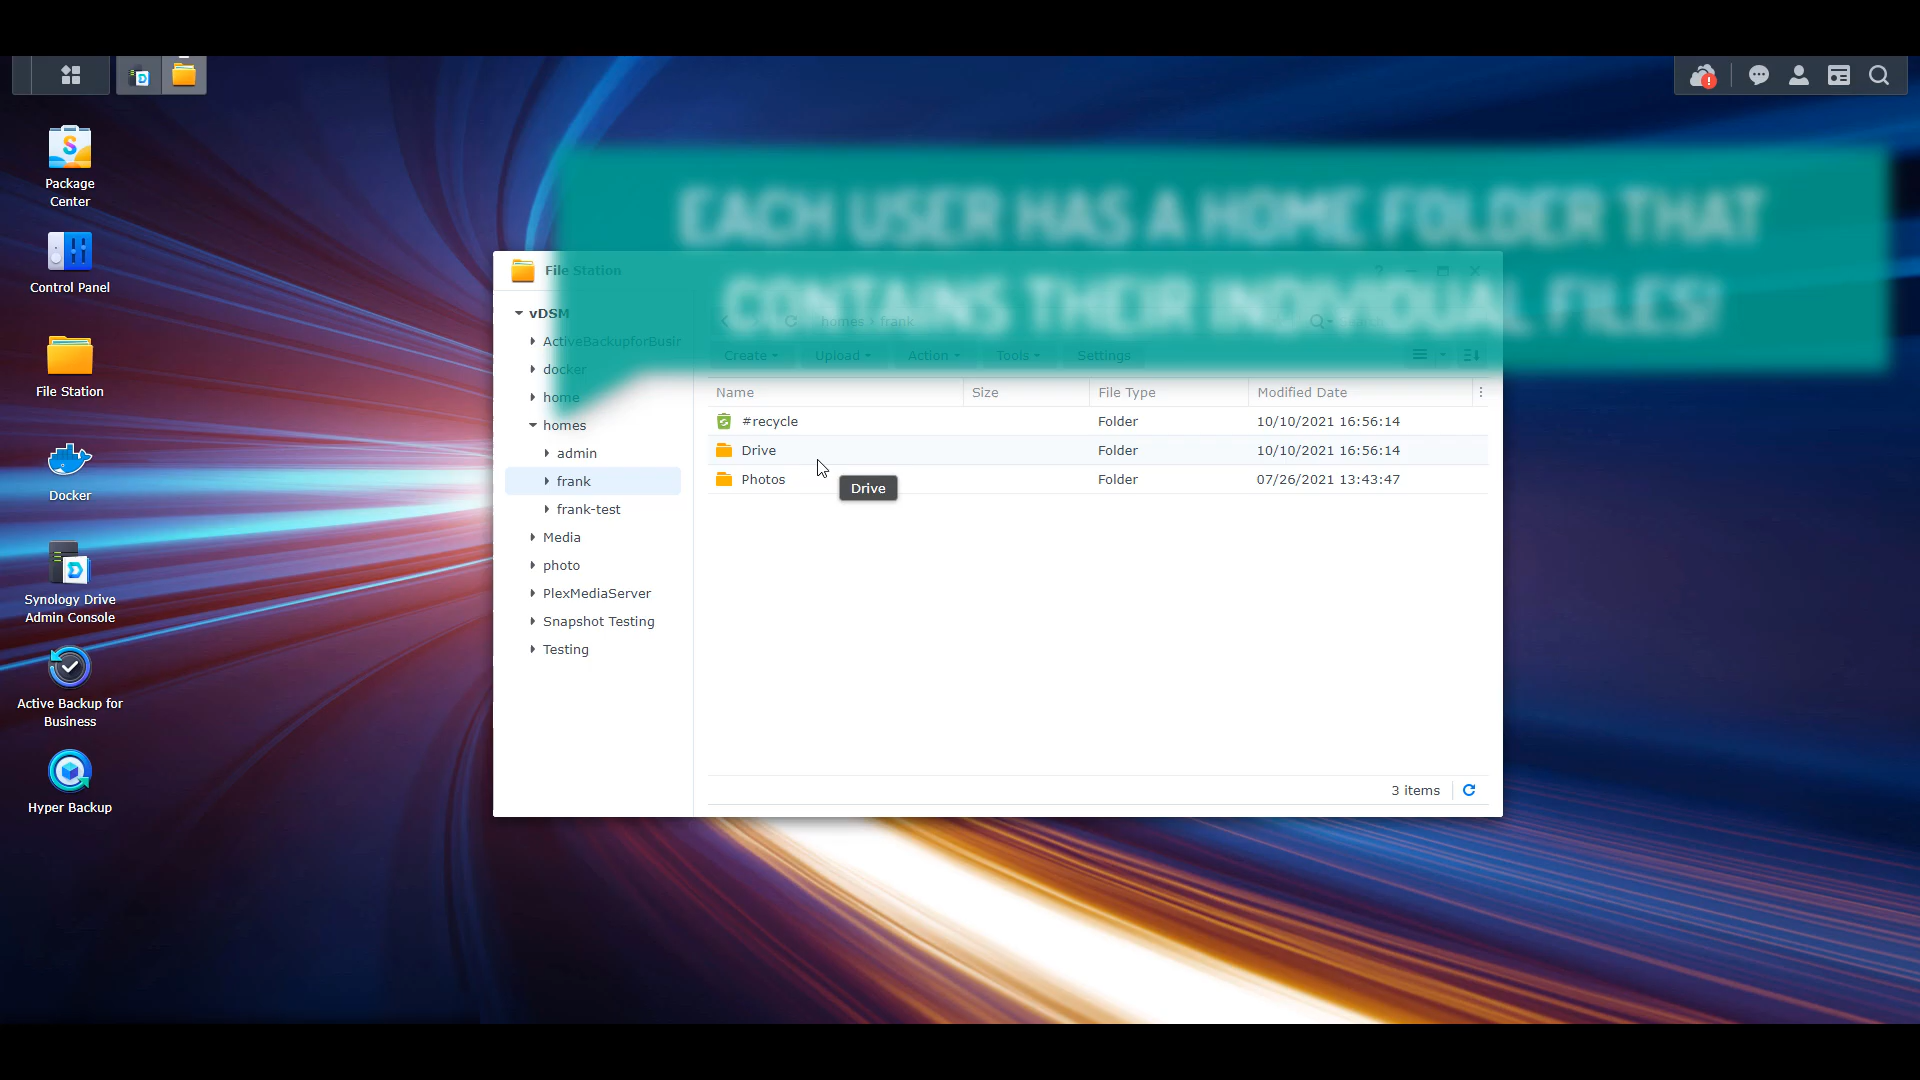 EACH USER HAS A HOME FOLDER THAT
CONTAINS THEIR INDIVIDUAL FILES!
Package
Center
Control Panel
File Station
Docker
Synology Drive
Admin Console
Active Backup for
Business
Hyper Backup
File Station
vDSM
ActiveBackupforBusin
docker
home
homes
admin
frank
frank-test
Media
photo
PlexMediaServer
Snapshot Testing
Testing
homes › frank
Create Upload Action Tools Settings
Name Size File Type Modified Date
#recycle Folder 10/10/2021 16:56:14
Drive Folder 10/10/2021 16:56:14
Photos Folder 07/26/2021 13:43:47
Drive
3 items